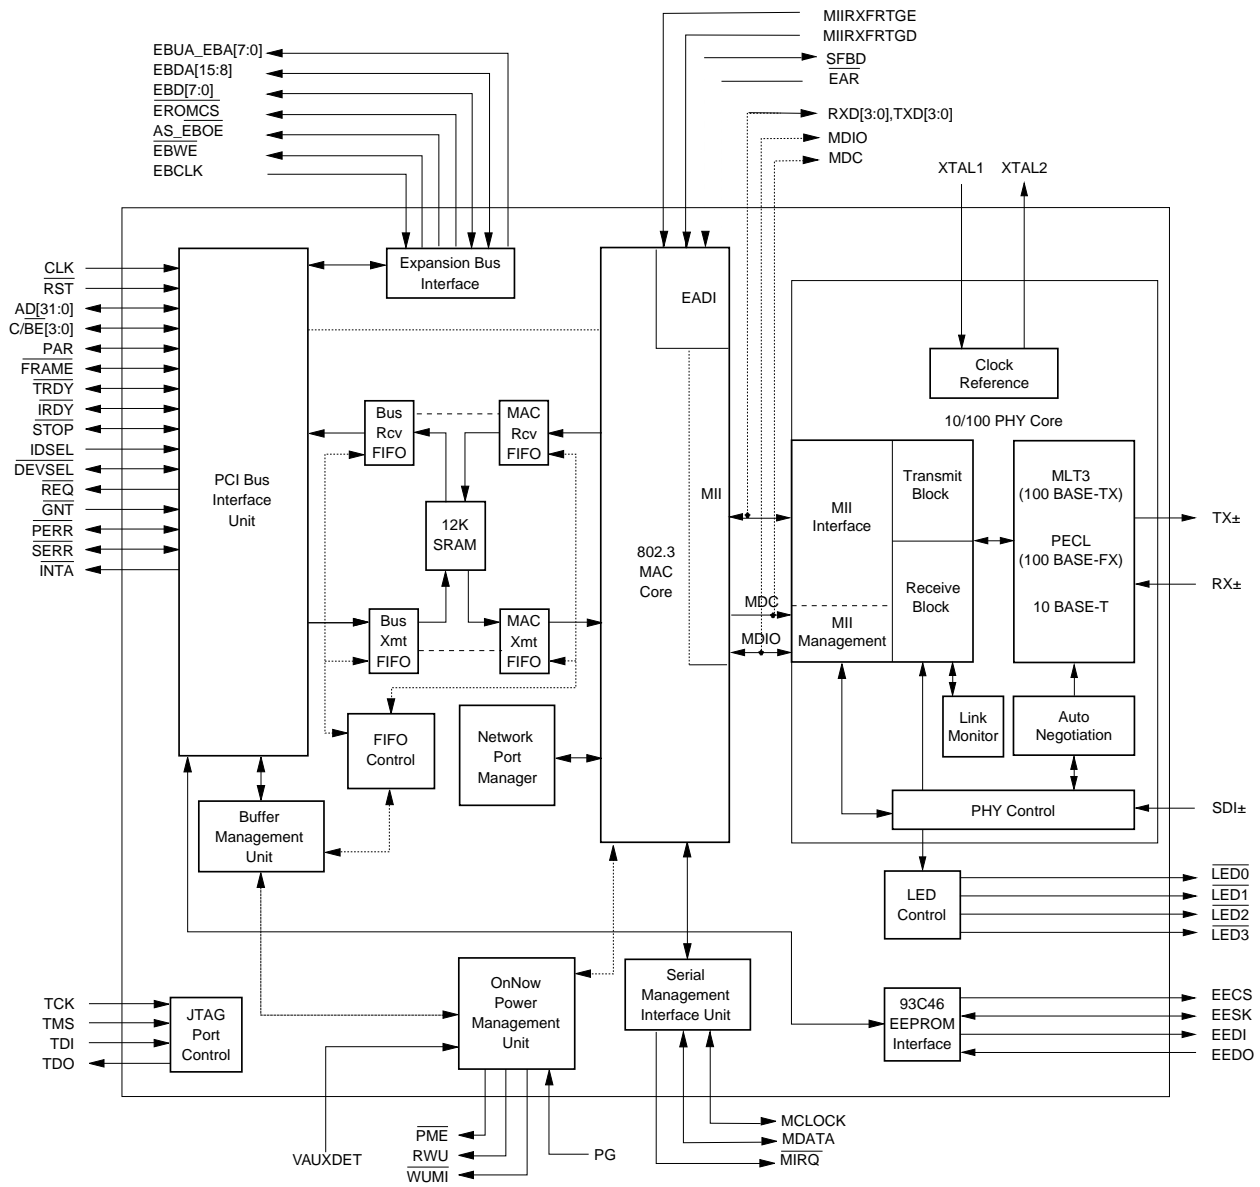 MIIRXFRTGE
MIIRXFRTGD
SFBD
EAR
EBUA_EBA[7:0]
EBDA[15:8]
EBD[7:0]
EROMCS
AS_EBOE
EBWE
EBCLK
RXD[3:0],TXD[3:0]
MDIO
MDC
XTAL1 XTAL2
CLK
RST
AD[31:0]
C/BE[3:0]
PAR
FRAME
TRDY
IRDY
STOP
IDSEL
DEVSEL
REQ
GNT
PERR
SERR
INTA
PCI Bus
Interface
Unit
Expansion Bus
Interface
Bus
Rcv
FIFO
MAC
Rcv
FIFO
12K
SRAM
Bus
Xmt
FIFO
MAC
Xmt
FIFO
FIFO
Control
Network
Port
Manager
Buffer
Management
Unit
EADI
MII
802.3
MAC
Core
MDC
MDIO
Clock
Reference
10/100 PHY Core
MII
Interface
Transmit
Block
Receive
Block
MII
Management
MLT3
(100 BASE-TX)
PECL
(100 BASE-FX)
10 BASE-T
TX±
RX±
Link
Monitor
Auto
Negotiation
PHY Control
SDI±
LED
Control
LED0
LED1
LED2
LED3
93C46
EEPROM
Interface
EECS
EESK
EEDI
EEDO
TCK
TMS
TDI
TDO
JTAG
Port
Control
OnNow
Power
Management
Unit
Serial
Management
Interface Unit
VAUXDET
PME
RWU
WUMI
PG
MCLOCK
MDATA
MIRQ